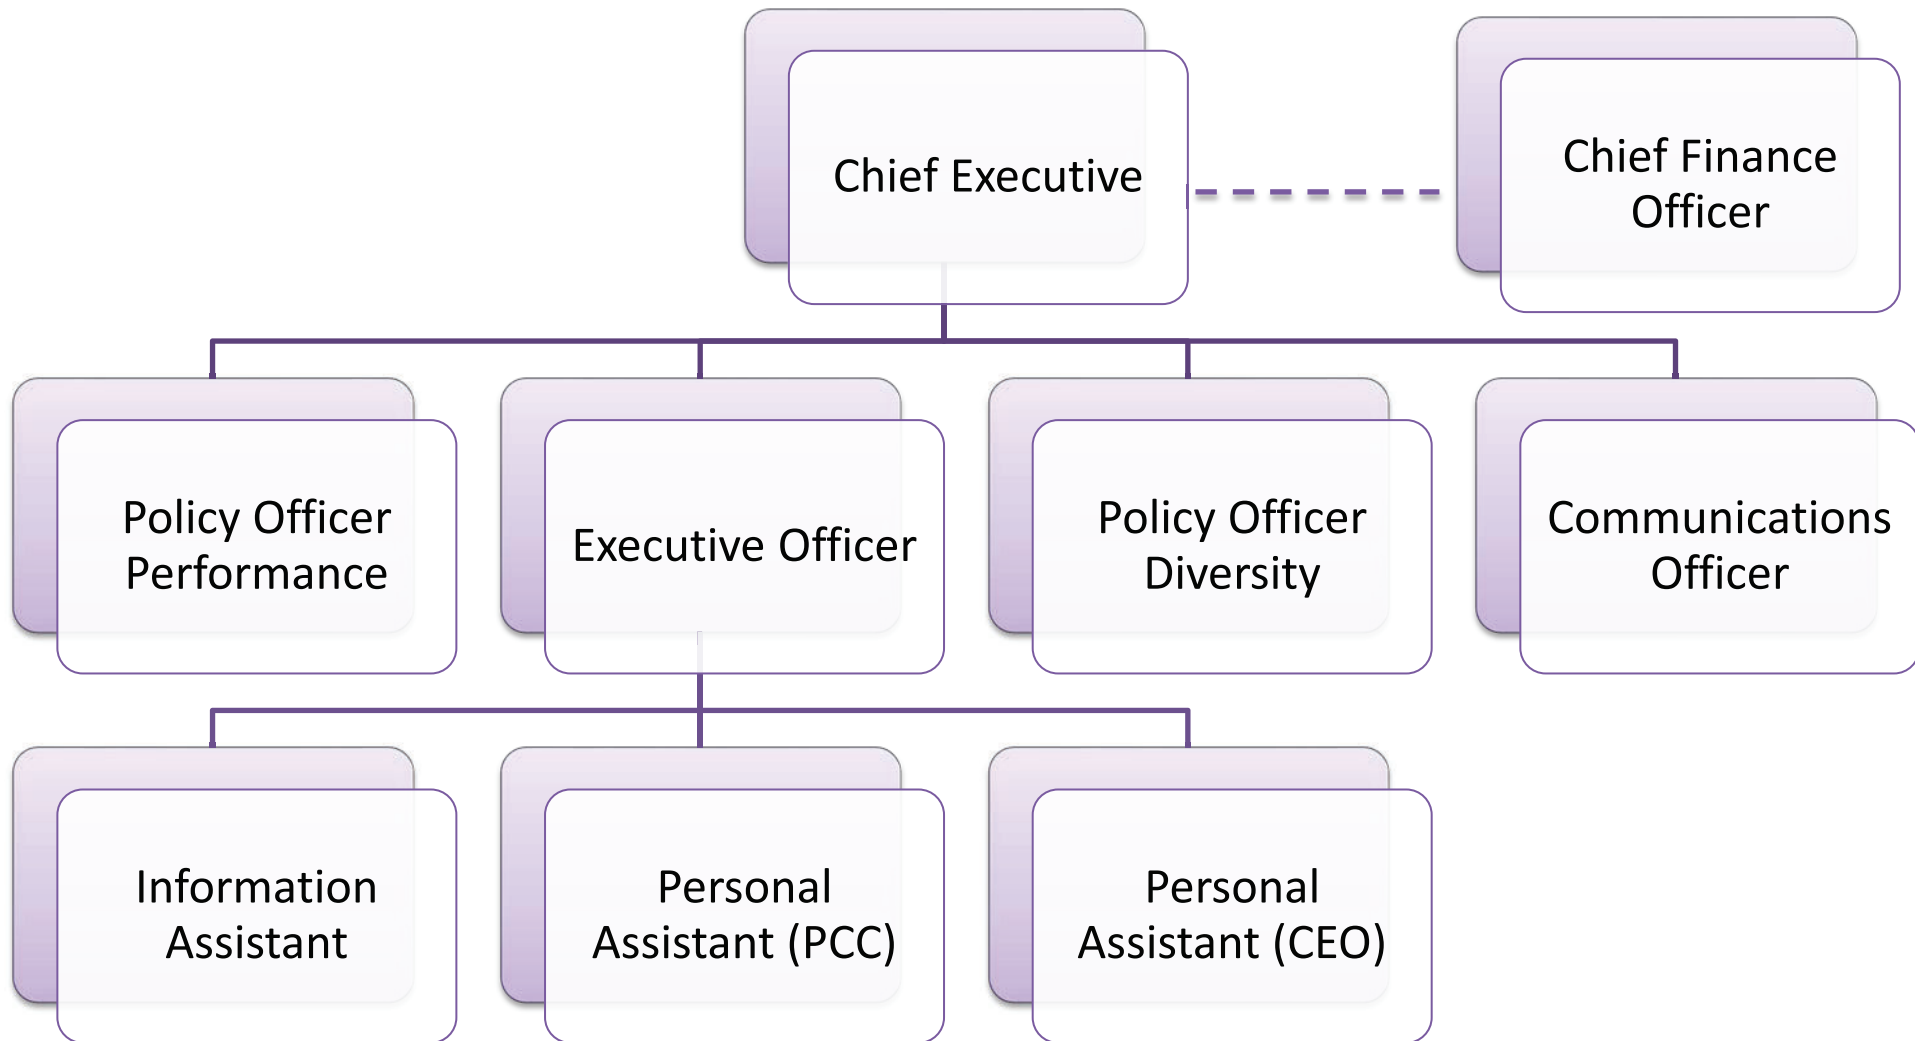 Chief Executive
Chief Finance
Officer
Policy Officer
Performance
Executive Officer
Policy Officer
Diversity
Communications
Officer
Information
Assistant
Personal
Assistant (PCC)
Personal
Assistant (CEO)